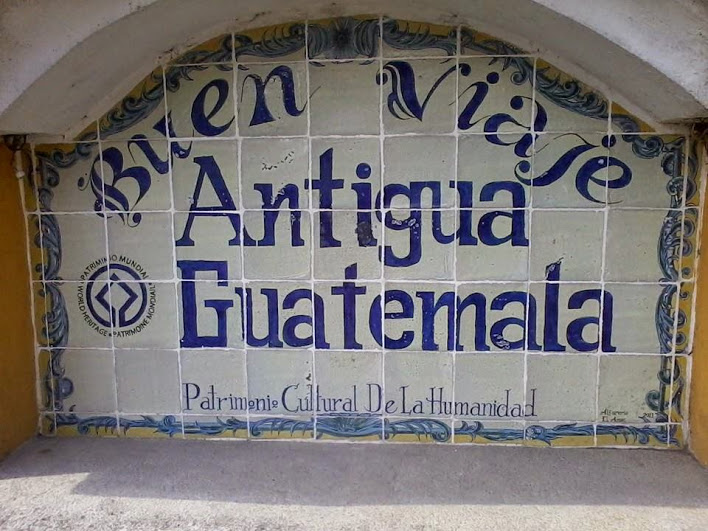 Buen Viaje
Antigua
Guatemala
PATRIMONIO MUNDIAL
WORLD HERITAGE
PATRIMOINE MONDIAL
Patrimonio Cultural De La Humanidad